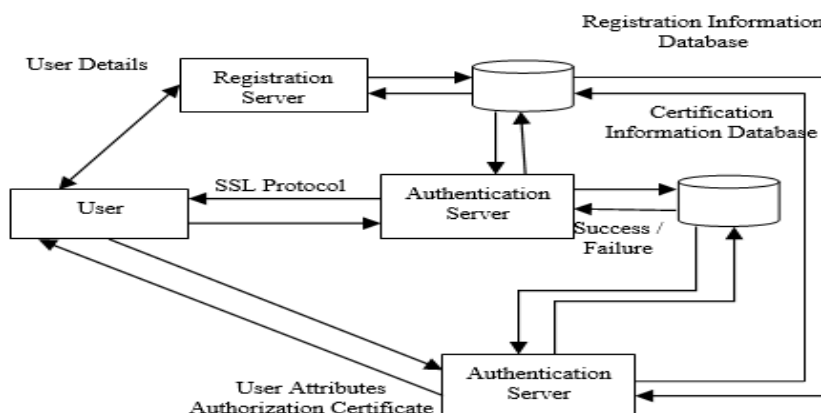 Registration Information
Database
User Details
Registration
Server
Certification
Information Database
SSL Protocol
User
Authentication
Server
Success /
Failure
User Attributes
Authorization Certificate
Authentication
Server